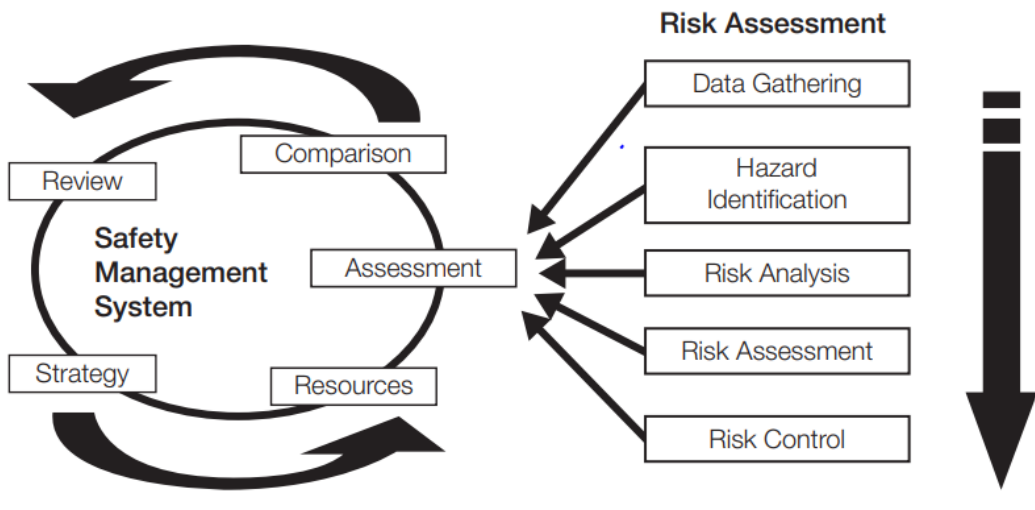 Risk Assessment
Data Gathering
Comparison
Review
Hazard
Identification
Safety
Management
System
Assessment
Risk Analysis
Strategy
Resources
Risk Assessment
Risk Control